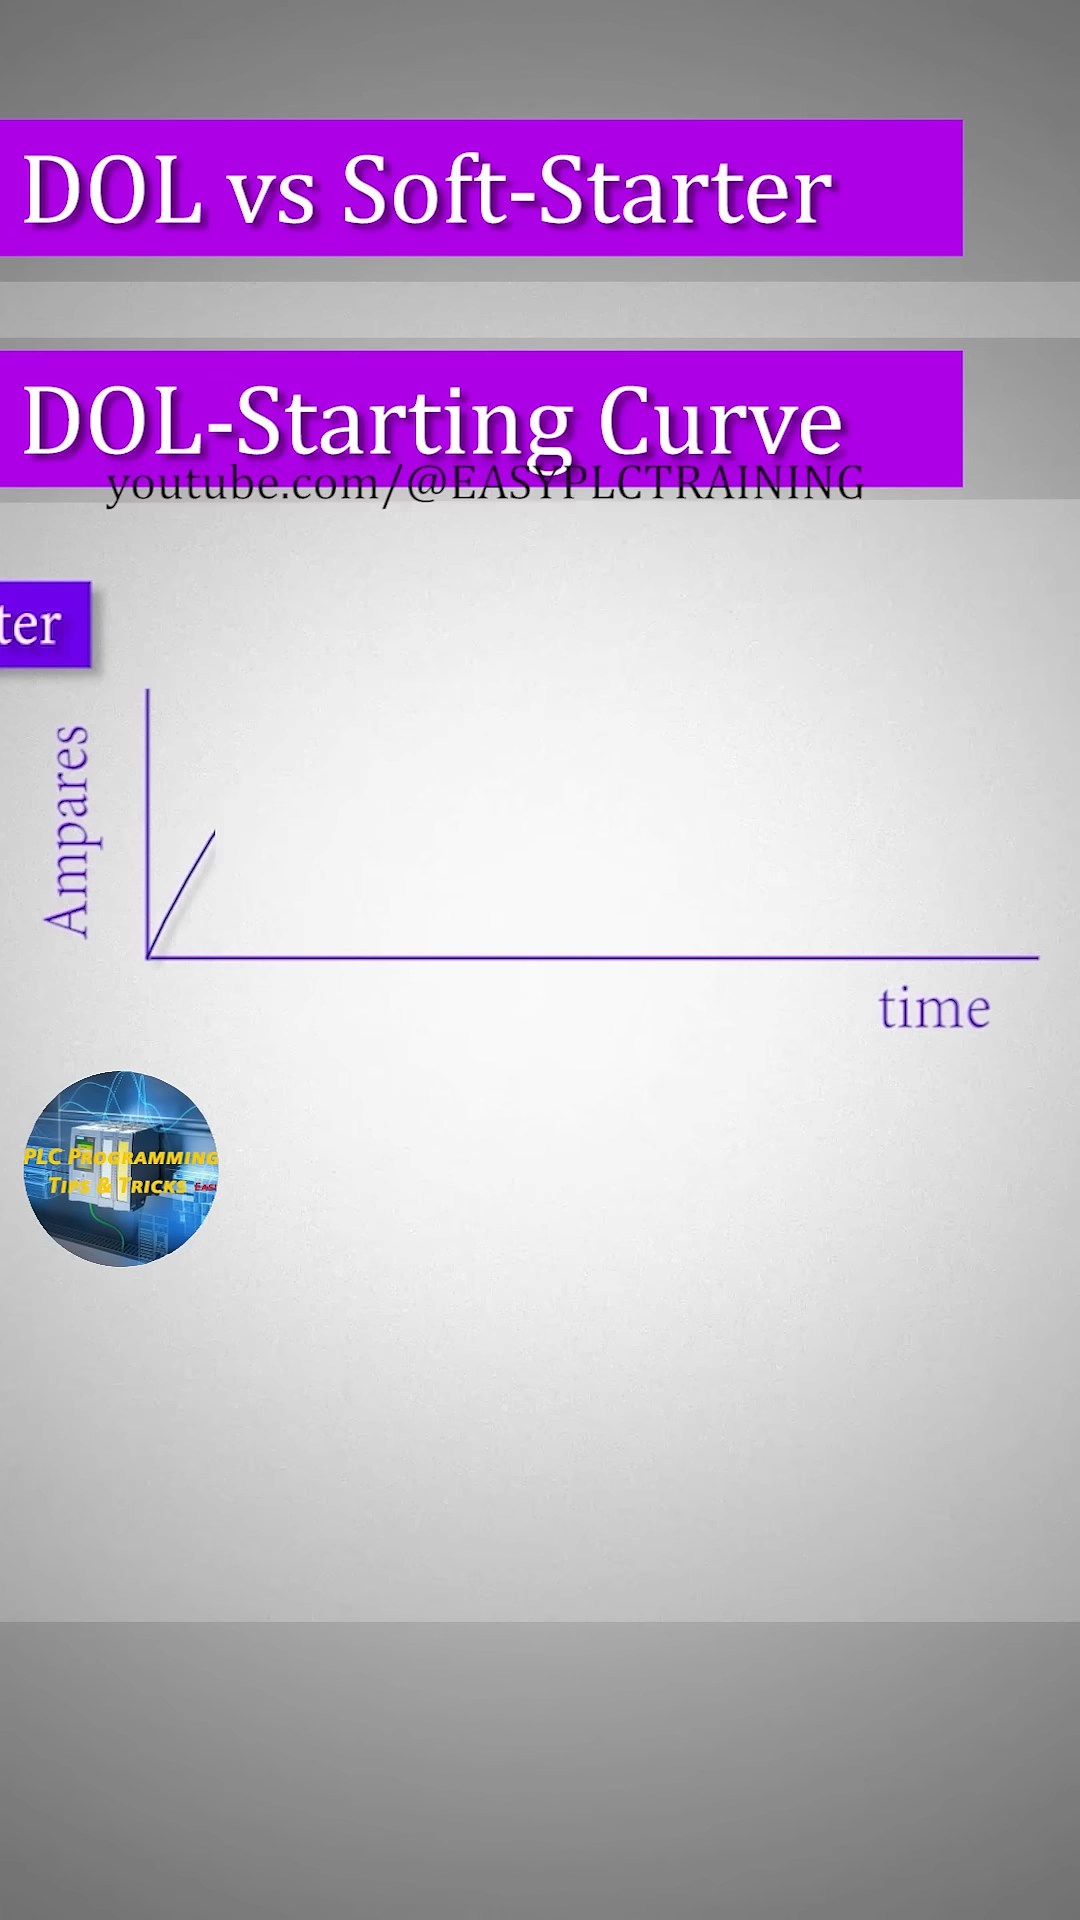 DOL vs Soft-Starter
DOL-Starting Curve
youtube.com/@EASYPLCTRAINING
ter
Ampares
time
PLC Programming
Tips & Tricks